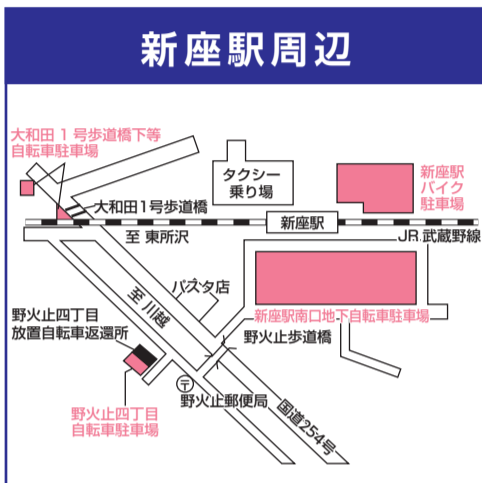 新座駅周辺
大和田1号歩道橋下等
自転車駐車場
大和田1号歩道橋
タクシー
乗り場
新座駅
バイク
駐車場
新座駅
至 東所沢
JR武蔵野線
至 川越
パスタ店
新座駅南口地下自転車駐車場
野火止四丁目
放置自転車返還所
野火止歩道橋
〒
野火止郵便局
国道254号
野火止四丁目
自転車駐車場